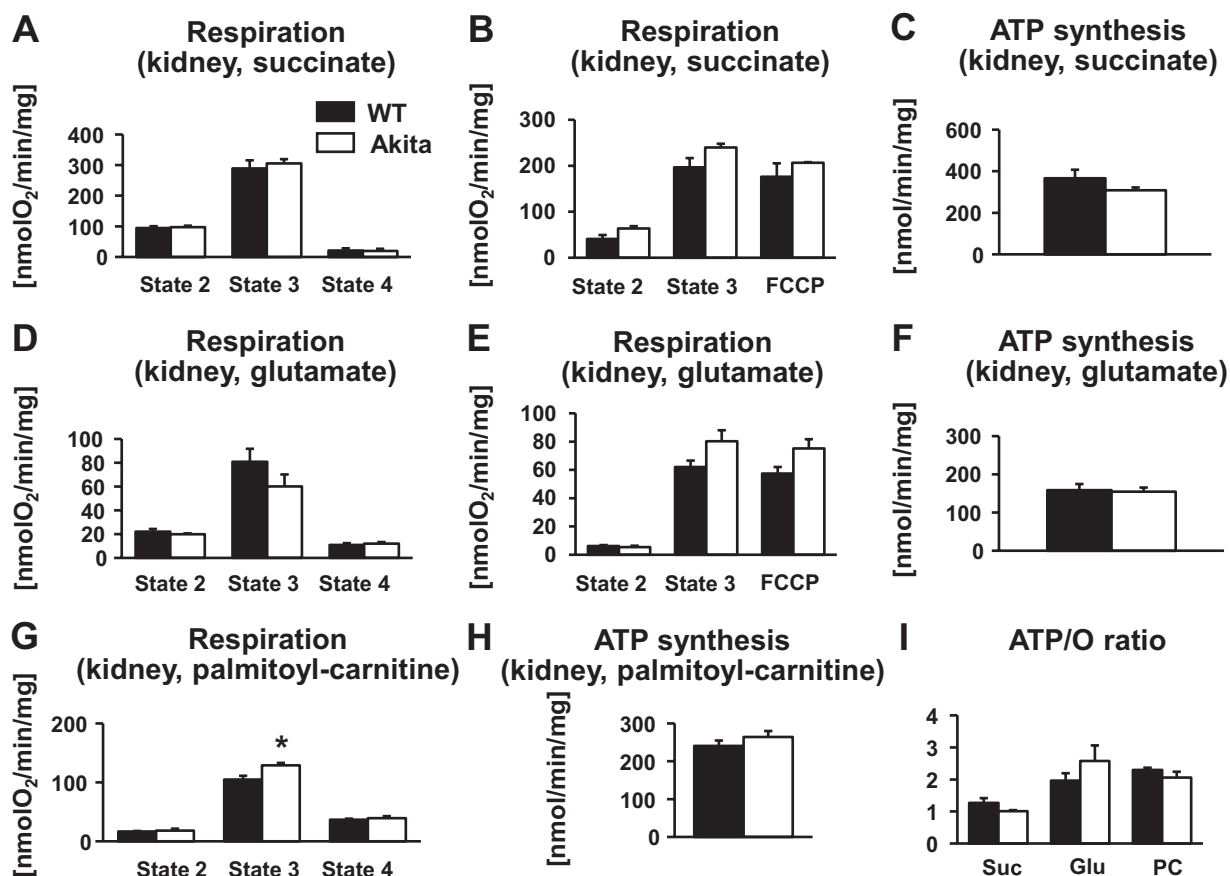 A
Respiration
(kidney, succinate)
[nmolO₂/min/mg]
WT
Akita
400
300
200
100
0
State 2 State 3 State 4
B
Respiration
(kidney, succinate)
[nmolO₂/min/mg]
300
200
100
0
State 2 State 3 FCCP
C
ATP synthesis
(kidney, succinate)
[nmol/min/mg]
600
400
200
0
D
Respiration
(kidney, glutamate)
[nmolO₂/min/mg]
100
80
60
40
20
0
State 2 State 3 State 4
E
Respiration
(kidney, glutamate)
[nmolO₂/min/mg]
100
80
60
40
20
0
State 2 State 3 FCCP
F
ATP synthesis
(kidney, glutamate)
[nmol/min/mg]
300
200
100
0
G
Respiration
(kidney, palmitoyl-carnitine)
[nmolO₂/min/mg]
200
100
0
*
State 2 State 3 State 4
H
ATP synthesis
(kidney, palmitoyl-carnitine)
[nmol/min/mg]
300
200
100
0
I
ATP/O ratio
4
3
2
1
0
Suc Glu PC